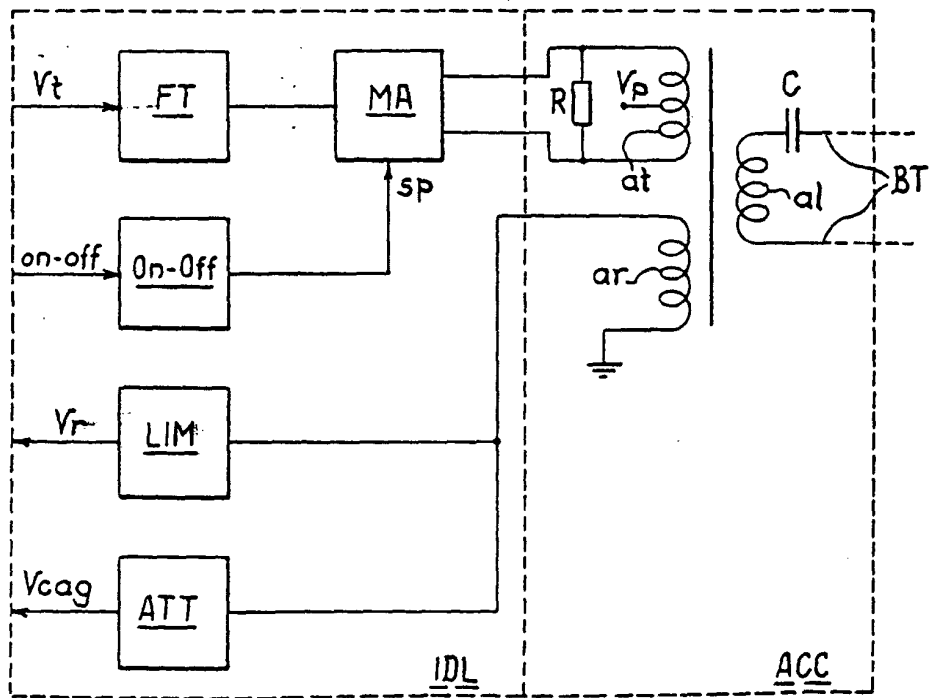 Vt
FT
MA
R
Vp
at
C
BT
al
sp
on-off
On-Off
ar
Vr
LIM
Vcag
ATT
IDL
ACC